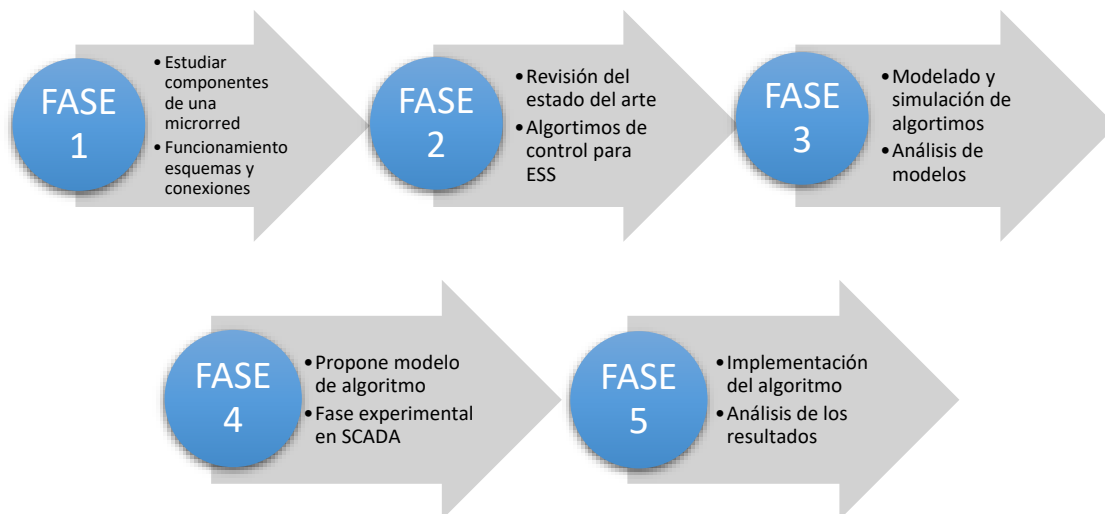 FASE
1
•Estudiar
componentes
de una
microrred
•Funcionamiento
esquemas y
conexiones
FASE
2
•Revisión del
estado del arte
•Algortimos de
control para
ESS
FASE
3
•Modelado y
simulación de
algortimos
•Análisis de
modelos
FASE
4
•Propone modelo
de algoritmo
•Fase experimental
en SCADA
FASE
5
•Implementación
del algoritmo
•Análisis de los
resultados